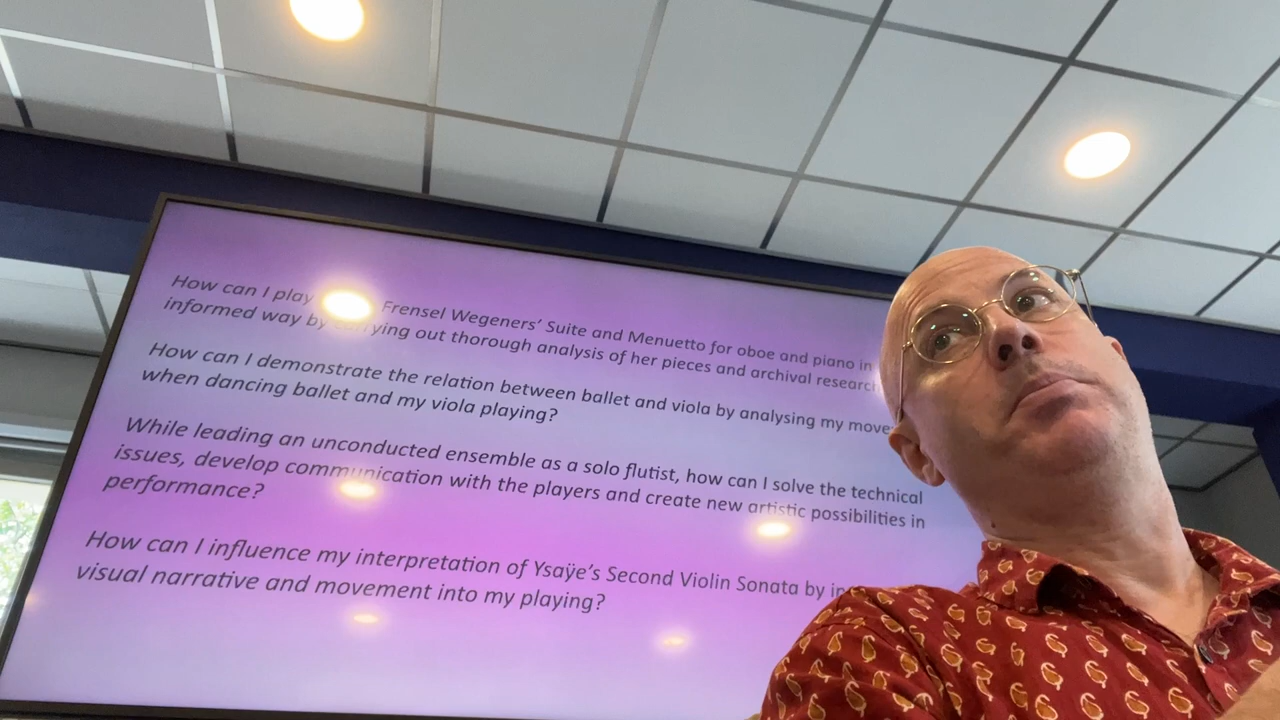 How can I play Frensel Wegeners’ Suite and Menuetto for oboe and piano in
informed way by carrying out thorough analysis of her pieces and archival research
How can I demonstrate the relation between ballet and viola by analysing my move
when dancing ballet and my viola playing?
While leading an unconducted ensemble as a solo flutist, how can I solve the technical
issues, develop communication with the players and create new artistic possibilities in
performance?
How can I influence my interpretation of Ysaÿe’s Second Violin Sonata by in
visual narrative and movement into my playing?